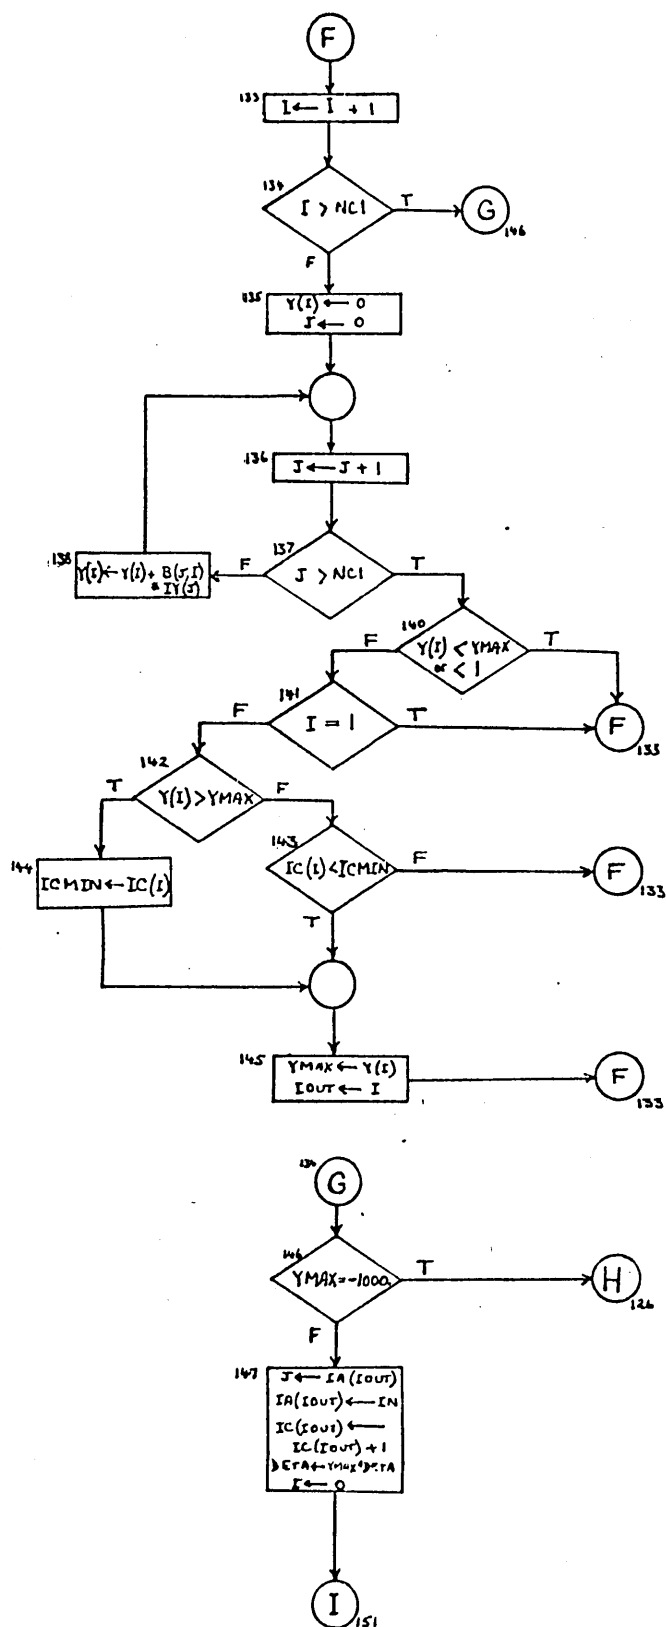 F
133
I ← I + 1
134
I > NC1
T
G
146
F
135
Y(I) ← 0
J ← 0
136
J ← J + 1
137
J > NC1
F
T
138
Y(I) ← Y(I) + B(J,I)
* IY(J)
140
Y(I) < YMAX
or < 1
F
T
F
133
141
I = 1
F
T
142
Y(I) > YMAX
T
F
143
IC(I) < ICMIN
F
F
133
T
144
ICMIN ← IC(I)
145
YMAX ← Y(I)
IOUT ← I
F
133
134
G
146
YMAX = -1000.
T
H
126
F
147
J ← IA(IOUT)
IA(IOUT) ← IN
IC(IOUT) ←
IC(IOUT) + 1
DETA ← YMAX * DETA
I ← 0
I
151